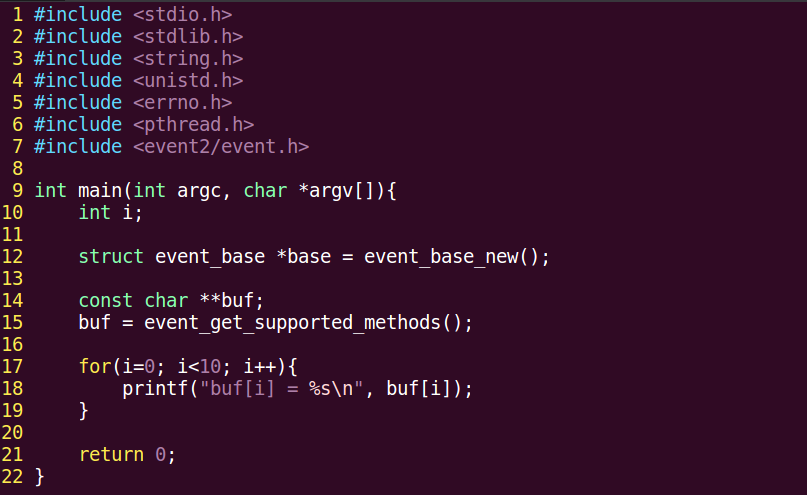 1 #include <stdio.h>
2 #include <stdlib.h>
3 #include <string.h>
4 #include <unistd.h>
5 #include <errno.h>
6 #include <pthread.h>
7 #include <event2/event.h>
8
9 int main(int argc, char *argv[]){
10     int i;
11
12     struct event_base *base = event_base_new();
13
14     const char **buf;
15     buf = event_get_supported_methods();
16
17     for(i=0; i<10; i++){
18         printf("buf[i] = %s\n", buf[i]);
19     }
20
21     return 0;
22 }